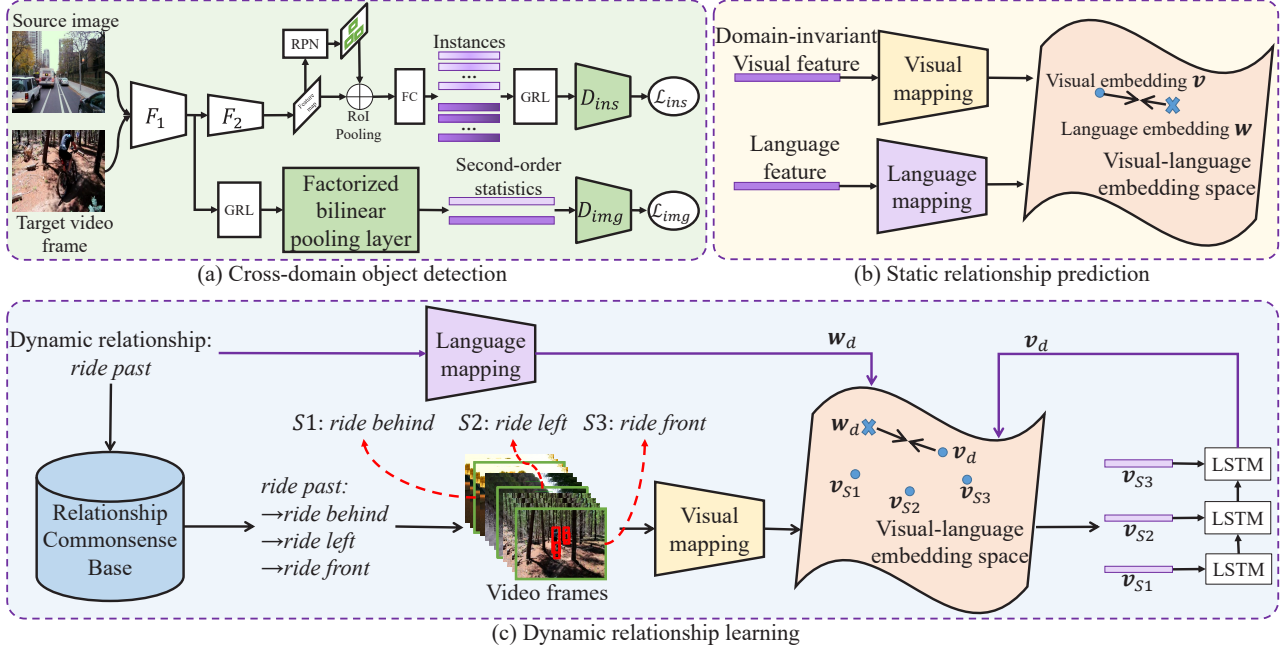 Source image
Target video
frame
F₁
F₂
RPN
Feature
map
RoI
Pooling
FC
Instances
...
...
GRL
D_ins
ℒ_ins
GRL
Factorized
bilinear
pooling layer
Second-order
statistics
D_img
ℒ_img
(a) Cross-domain object detection
Domain-invariant
Visual feature
Visual
mapping
Language
feature
Language
mapping
Visual embedding v
Language embedding w
Visual-language
embedding space
(b) Static relationship prediction
Dynamic relationship:
ride past
Language
mapping
w_d
v_d
S1: ride behind
S2: ride left
S3: ride front
Relationship
Commonsense
Base
ride past:
→ride behind
→ride left
→ride front
Video frames
Visual
mapping
w_d
v_d
v_S1
v_S2
v_S3
Visual-language
embedding space
v_S3
LSTM
v_S2
LSTM
v_S1
LSTM
(c) Dynamic relationship learning